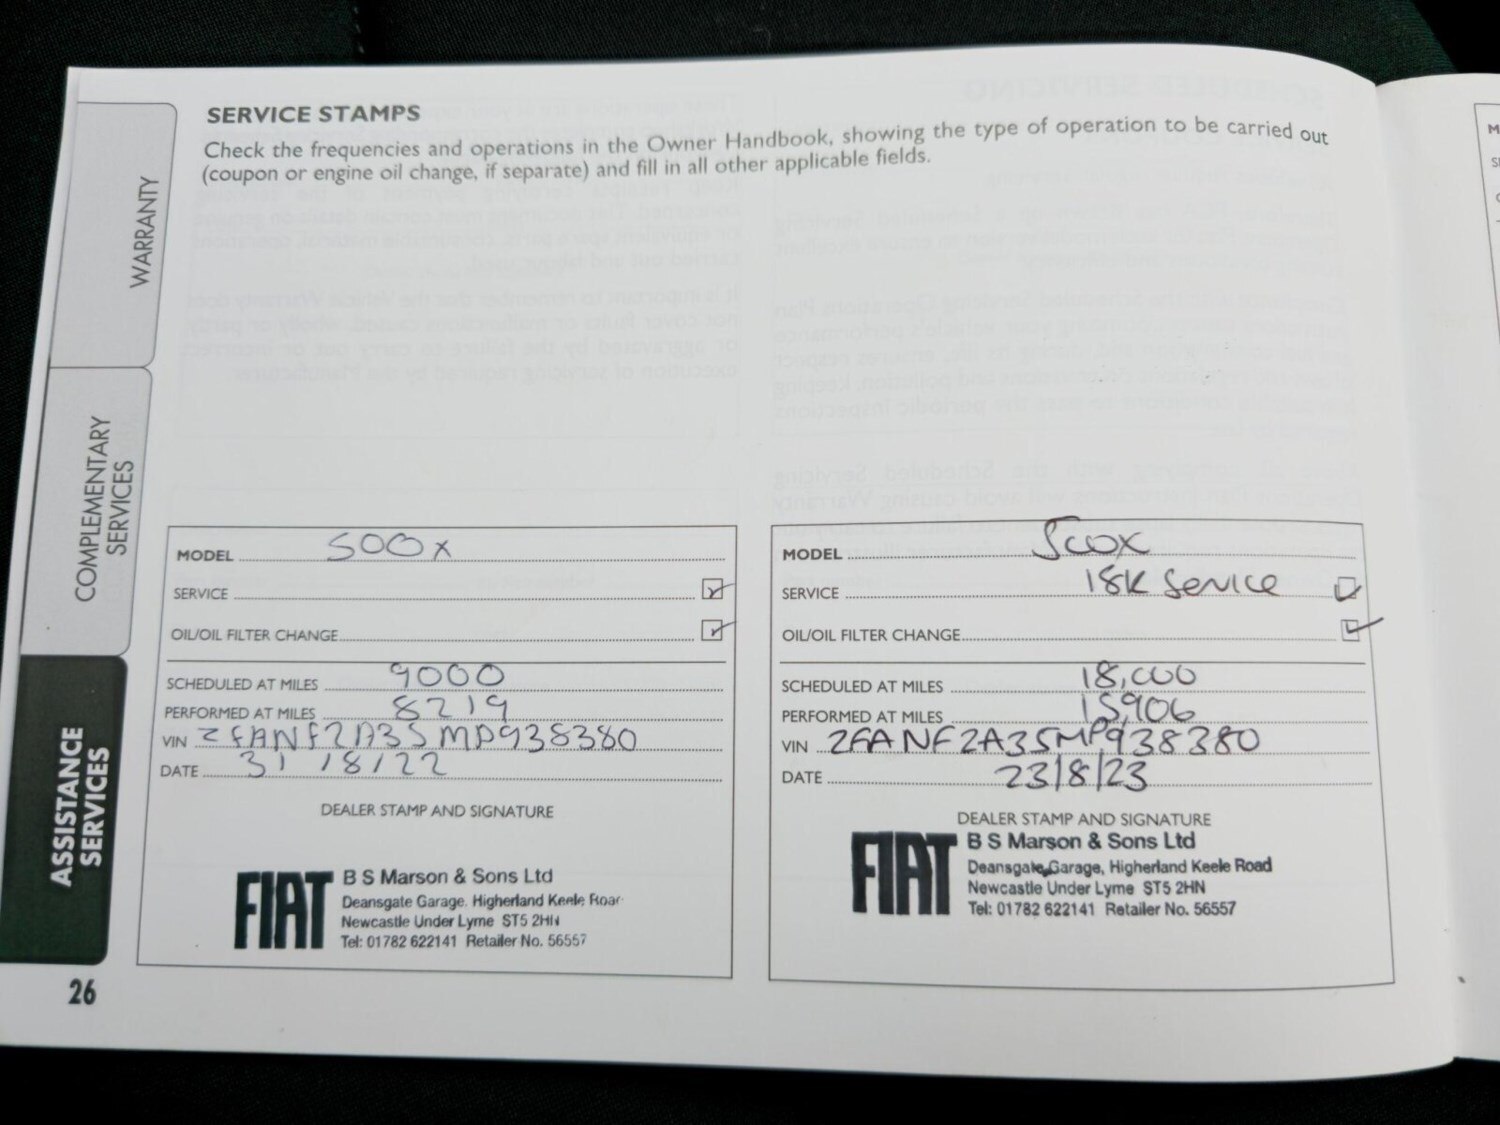 SERVICE STAMPS
Check the frequencies and operations in the Owner Handbook, showing the type of operation to be carried out
(coupon or engine oil change, if separate) and fill in all other applicable fields.
WARRANTY
COMPLEMENTARY
SERVICES
ASSISTANCE
SERVICES
MODEL 500x
SERVICE
OIL/OIL FILTER CHANGE
SCHEDULED AT MILES 9000
PERFORMED AT MILES 8219
VIN ZFANF2A35MP938380
DATE 31/8/22
DEALER STAMP AND SIGNATURE
FIAT
B S Marson & Sons Ltd
Deansgate Garage. Higherland Keele Road
Newcastle Under Lyme ST5 2HN
Tel: 01782 622141 Retailer No. 56557
MODEL 500X
SERVICE 18K Service
OIL/OIL FILTER CHANGE
SCHEDULED AT MILES 18,000
PERFORMED AT MILES 15,906
VIN ZFANF2A35MP938380
DATE 23/8/23
DEALER STAMP AND SIGNATURE
FIAT
B S Marson & Sons Ltd
Deansgate Garage, Higherland Keele Road
Newcastle Under Lyme ST5 2HN
Tel: 01782 622141 Retailer No. 56557
26